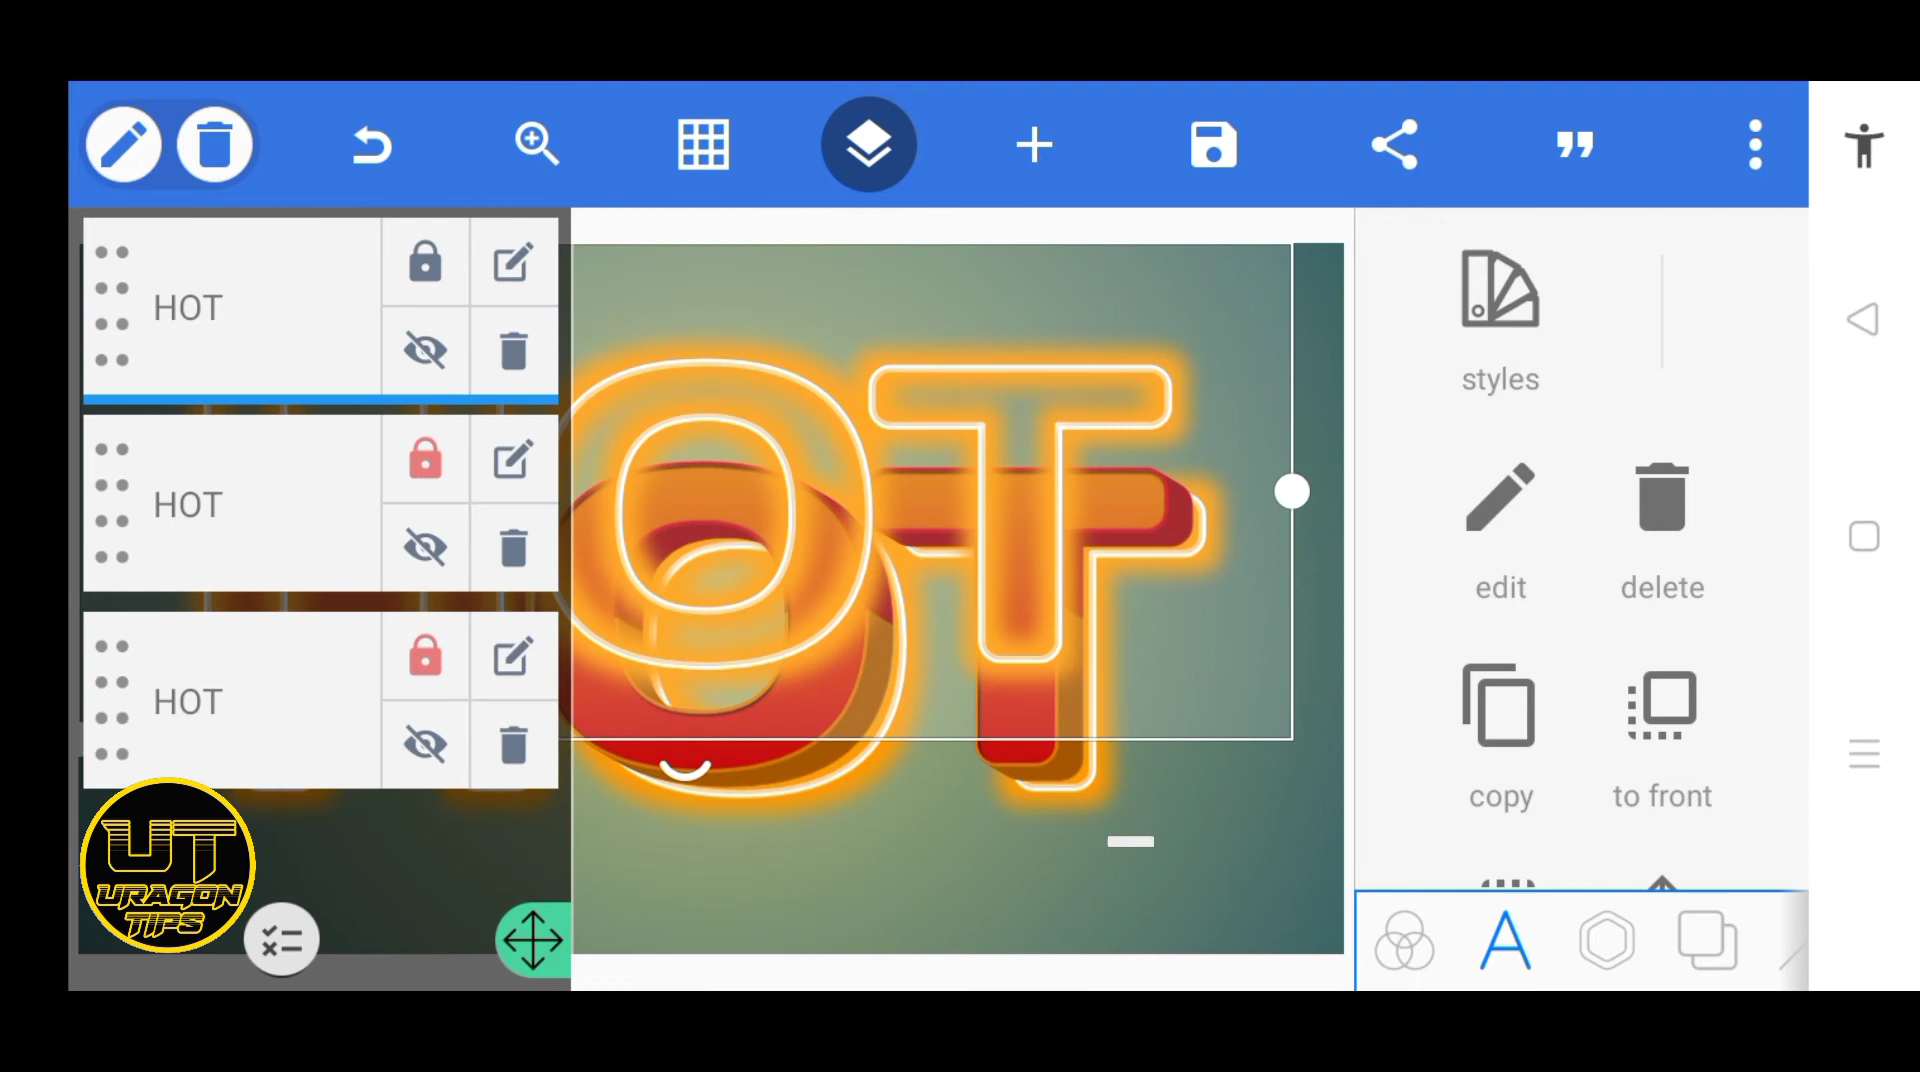 HOT
HOT
HOT
OT
styles
edit
delete
copy
to front
UT
URAGON
TIPS
A